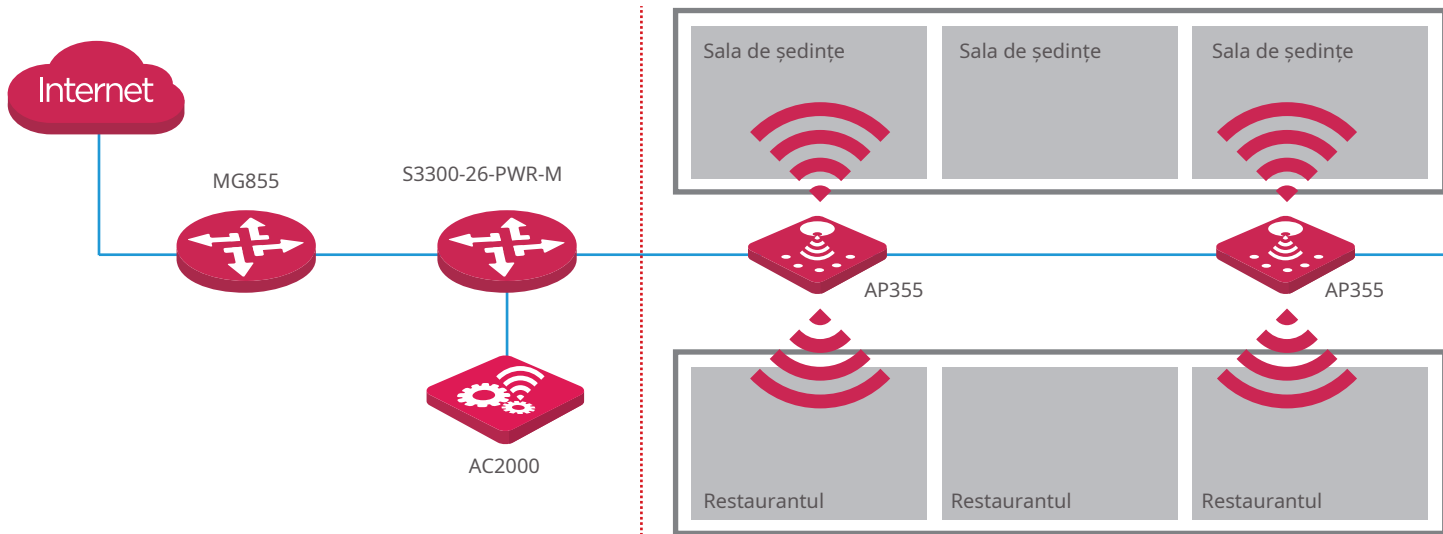 Internet
MG855
S3300-26-PWR-M
AC2000
Sala de ședințe
Sala de ședințe
Sala de ședințe
AP355
AP355
Restaurantul
Restaurantul
Restaurantul